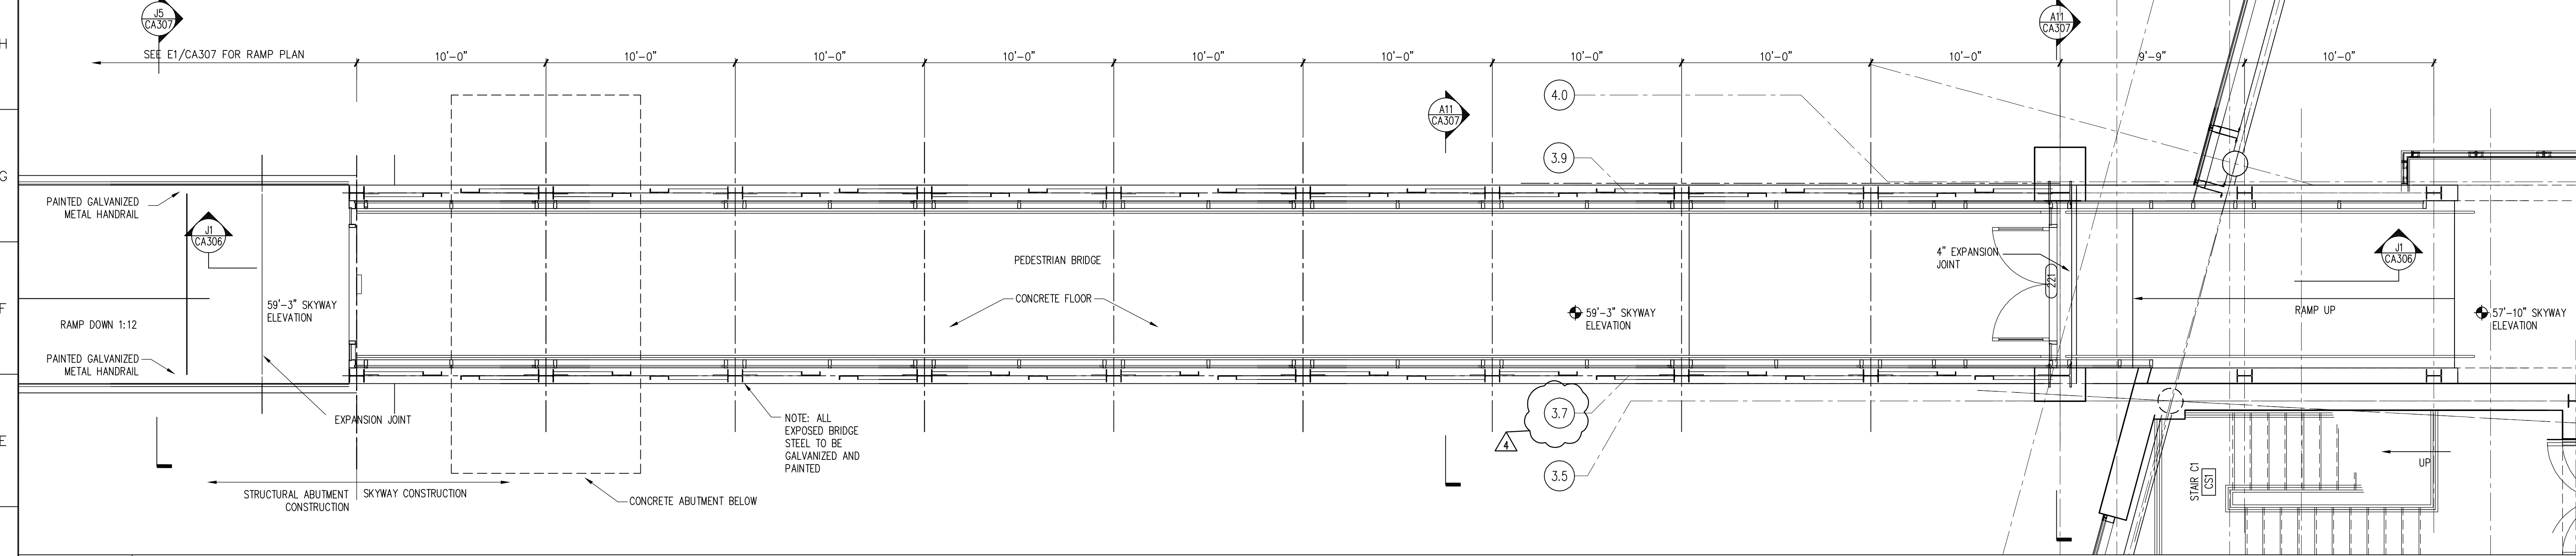 J5
CA307
A11
CA307
H
SEE E1/CA307 FOR RAMP PLAN
10'-0"
10'-0"
10'-0"
10'-0"
10'-0"
10'-0"
10'-0"
10'-0"
10'-0"
9'-9"
10'-0"
4.0
A11
CA307
3.9
G
PAINTED GALVANIZED
METAL HANDRAIL
J1
CA306
4" EXPANSION
JOINT
J1
CA306
PEDESTRIAN BRIDGE
221
CONCRETE FLOOR
F
59'-3" SKYWAY
ELEVATION
59'-3" SKYWAY
ELEVATION
RAMP UP
57'-10" SKYWAY
ELEVATION
RAMP DOWN 1:12
PAINTED GALVANIZED
METAL HANDRAIL
EXPANSION JOINT
NOTE: ALL
EXPOSED BRIDGE
STEEL TO BE
GALVANIZED AND
PAINTED
3.7
4
E
3.5
UP
STAIR C1
CS1
STRUCTURAL ABUTMENT
CONSTRUCTION
SKYWAY CONSTRUCTION
CONCRETE ABUTMENT BELOW